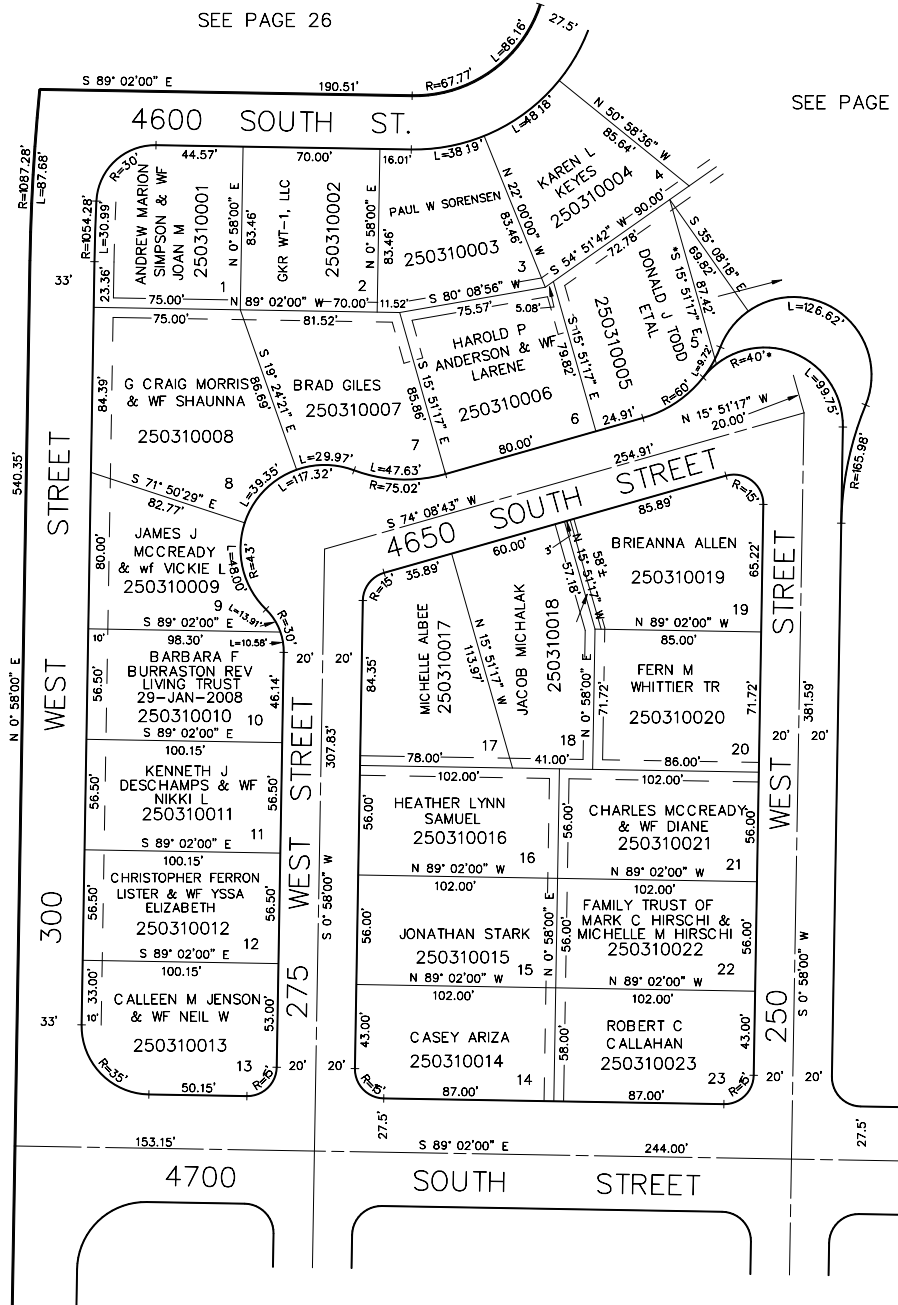 SEE PAGE 26
SEE PAGE
S 89° 02'00" E
190.51'
R=67.77'
L=86.16'
27.5'
4600 SOUTH ST.
R=1087.28'
L=87.68'
R=30'
44.57'
70.00'
16.01'
L=38.19'
L=48.18'
N 50° 58'36" W
85.64'
R=1054.28'
L=30.99'
23.36'
33'
ANDREW MARION
SIMPSON & WF
JOAN M
250310001
1
N 0° 58'00" E
83.46'
GKR WT-1, LLC
250310002
2
N 0° 58'00" E
83.46'
PAUL W SORENSEN
250310003
3
N 22° 00'00" W
83.46'
KAREN L
KEYES
250310004
4
S 54° 51'42" W
90.00'
72.78'
S 35° 08'18" E
69.82'
*S 15° 51'17" E
87.42'
S
L=9.72'
75.00'
N 89° 02'00" W
70.00'
11.52'
S 80° 08'56" W
75.57'
5.08'
DONALD J TODD
ETAL
250310005
L=126.62'
R=40'*
L=99.75'
R=60'
R=165.98'
75.00'
81.52'
HAROLD P
ANDERSON & WF
LARENE
250310006
6
S 15° 51'17" E
79.82'
24.91'
80.00'
N 15° 51'17" W
20.00'
G CRAIG MORRIS
& WF SHAUNNA
250310008
8
84.39'
S 19° 24'21" E
86.69'
BRAD GILES
250310007
7
S 15° 51'17" E
85.86'
L=29.97'
L=117.32'
L=39.35'
L=47.63'
R=75.02'
S 71° 50'29" E
82.77'
254.91'
S 74° 08'43" W
4650 SOUTH STREET
85.89'
R=15'
60.00'
35.89'
R=15'
540.35'
N 0° 58'00" E
300 WEST STREET
80.00'
JAMES J
MCCREADY
& wf VICKIE L
250310009
9
L=48.00'
R=43'
L=13.91'
R=30'
L=10.58'
S 89° 02'00" E
98.30'
10'
56.50'
BARBARA F
BURRASTON REV
LIVING TRUST
29-JAN-2008
250310010
10
46.14'
20'
20'
S 89° 02'00" E
100.15'
56.50'
KENNETH J
DESCHAMPS & WF
NIKKI L
250310011
11
56.50'
S 89° 02'00" E
100.15'
56.50'
CHRISTOPHER FERRON
LISTER & WF YSSA
ELIZABETH
250310012
12
56.50'
S 89° 02'00" E
100.15'
33.00'
10'
33'
CALLEEN M JENSON
& WF NEIL W
250310013
13
53.00'
R=35'
50.15'
R=15'
20'
20'
275 WEST STREET
307.83'
S 0° 58'00" W
84.35'
MICHELLE ALBEE
250310017
17
N 15° 51'17" W
113.97'
JACOB MICHALAK
250310018
18
3'
57.18'
N 15° 51'17" W
58'±
N 0° 58'00" E
71.72'
BRIEANNA ALLEN
250310019
19
65.22'
N 89° 02'00" W
85.00'
FERN M
WHITTIER TR
250310020
20
71.72'
78.00'
41.00'
86.00'
102.00'
HEATHER LYNN
SAMUEL
250310016
16
56.00'
56.00'
102.00'
CHARLES MCCREADY
& WF DIANE
250310021
21
56.00'
N 89° 02'00" W
102.00'
JONATHAN STARK
250310015
15
56.00'
N 0° 58'00" E
56.00'
N 89° 02'00" W
102.00'
FAMILY TRUST OF
MARK C HIRSCHI &
MICHELLE M HIRSCHI
250310022
22
56.00'
N 89° 02'00" W
102.00'
CASEY ARIZA
250310014
14
43.00'
58.00'
R=15'
87.00'
N 89° 02'00" W
102.00'
ROBERT C
CALLAHAN
250310023
23
43.00'
R=15'
87.00'
250 WEST STREET
20'
20'
381.59'
S 0° 58'00" W
20'
20'
153.15'
27.5'
S 89° 02'00" E
244.00'
27.5'
4700 SOUTH STREET